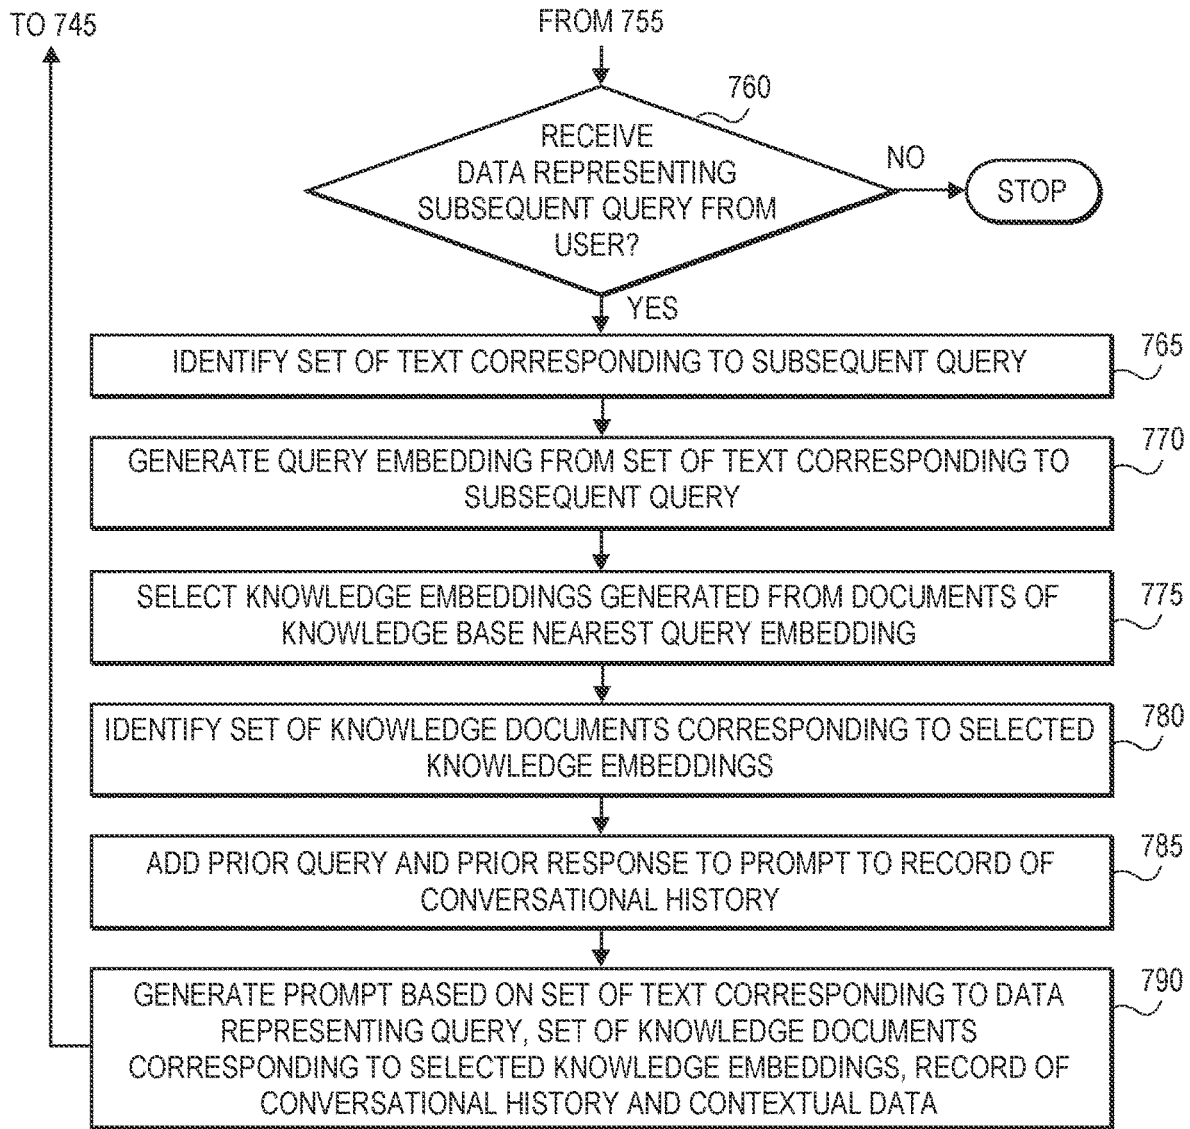 TO 745
FROM 755
760
RECEIVE
DATA REPRESENTING
SUBSEQUENT QUERY FROM
USER?
NO
STOP
YES
765
IDENTIFY SET OF TEXT CORRESPONDING TO SUBSEQUENT QUERY
770
GENERATE QUERY EMBEDDING FROM SET OF TEXT CORRESPONDING TO
SUBSEQUENT QUERY
775
SELECT KNOWLEDGE EMBEDDINGS GENERATED FROM DOCUMENTS OF
KNOWLEDGE BASE NEAREST QUERY EMBEDDING
780
IDENTIFY SET OF KNOWLEDGE DOCUMENTS CORRESPONDING TO SELECTED
KNOWLEDGE EMBEDDINGS
785
ADD PRIOR QUERY AND PRIOR RESPONSE TO PROMPT TO RECORD OF
CONVERSATIONAL HISTORY
790
GENERATE PROMPT BASED ON SET OF TEXT CORRESPONDING TO DATA
REPRESENTING QUERY, SET OF KNOWLEDGE DOCUMENTS
CORRESPONDING TO SELECTED KNOWLEDGE EMBEDDINGS, RECORD OF
CONVERSATIONAL HISTORY AND CONTEXTUAL DATA